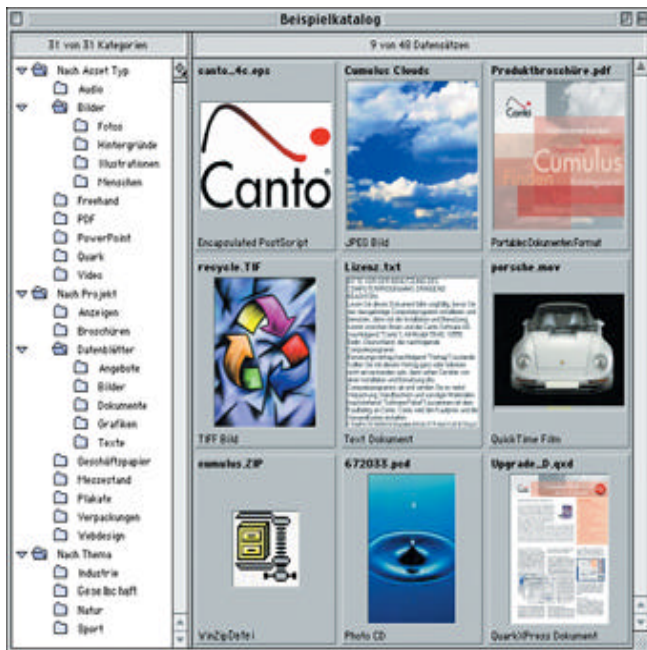 Beispielkatalog
31 von 31 Kategorien
9 von 48 Datensätzen
Nach Asset Typ
Audio
Bilder
Fotos
Hintergründe
Illustrationen
Menschen
Freehand
PDF
PowerPoint
Quark
Video
Nach Projekt
Anzeigen
Broschüren
Datenblätter
Angebote
Bilder
Dokumente
Grafiken
Texte
Geschäftspapier
Messestand
Plakate
Verpackungen
Webdesign
Nach Thema
Industrie
Gesellschaft
Natur
Sport
canto_4c.eps
Canto
Encapsulated PostScript
Cumulus Clouds
JPEG Bild
Produktbroschüre.pdf
Canto
Cumulus
Finden
Portables Dokumenten Format
recycle.TIF
TIFF Bild
Lizenz.txt
Text Dokument
porsche.mov
QuickTime Film
cumulus.ZIP
WinZip Datei
672033.pcd
Photo CD
Upgrade_D.qxd
QuarkXPress Dokument